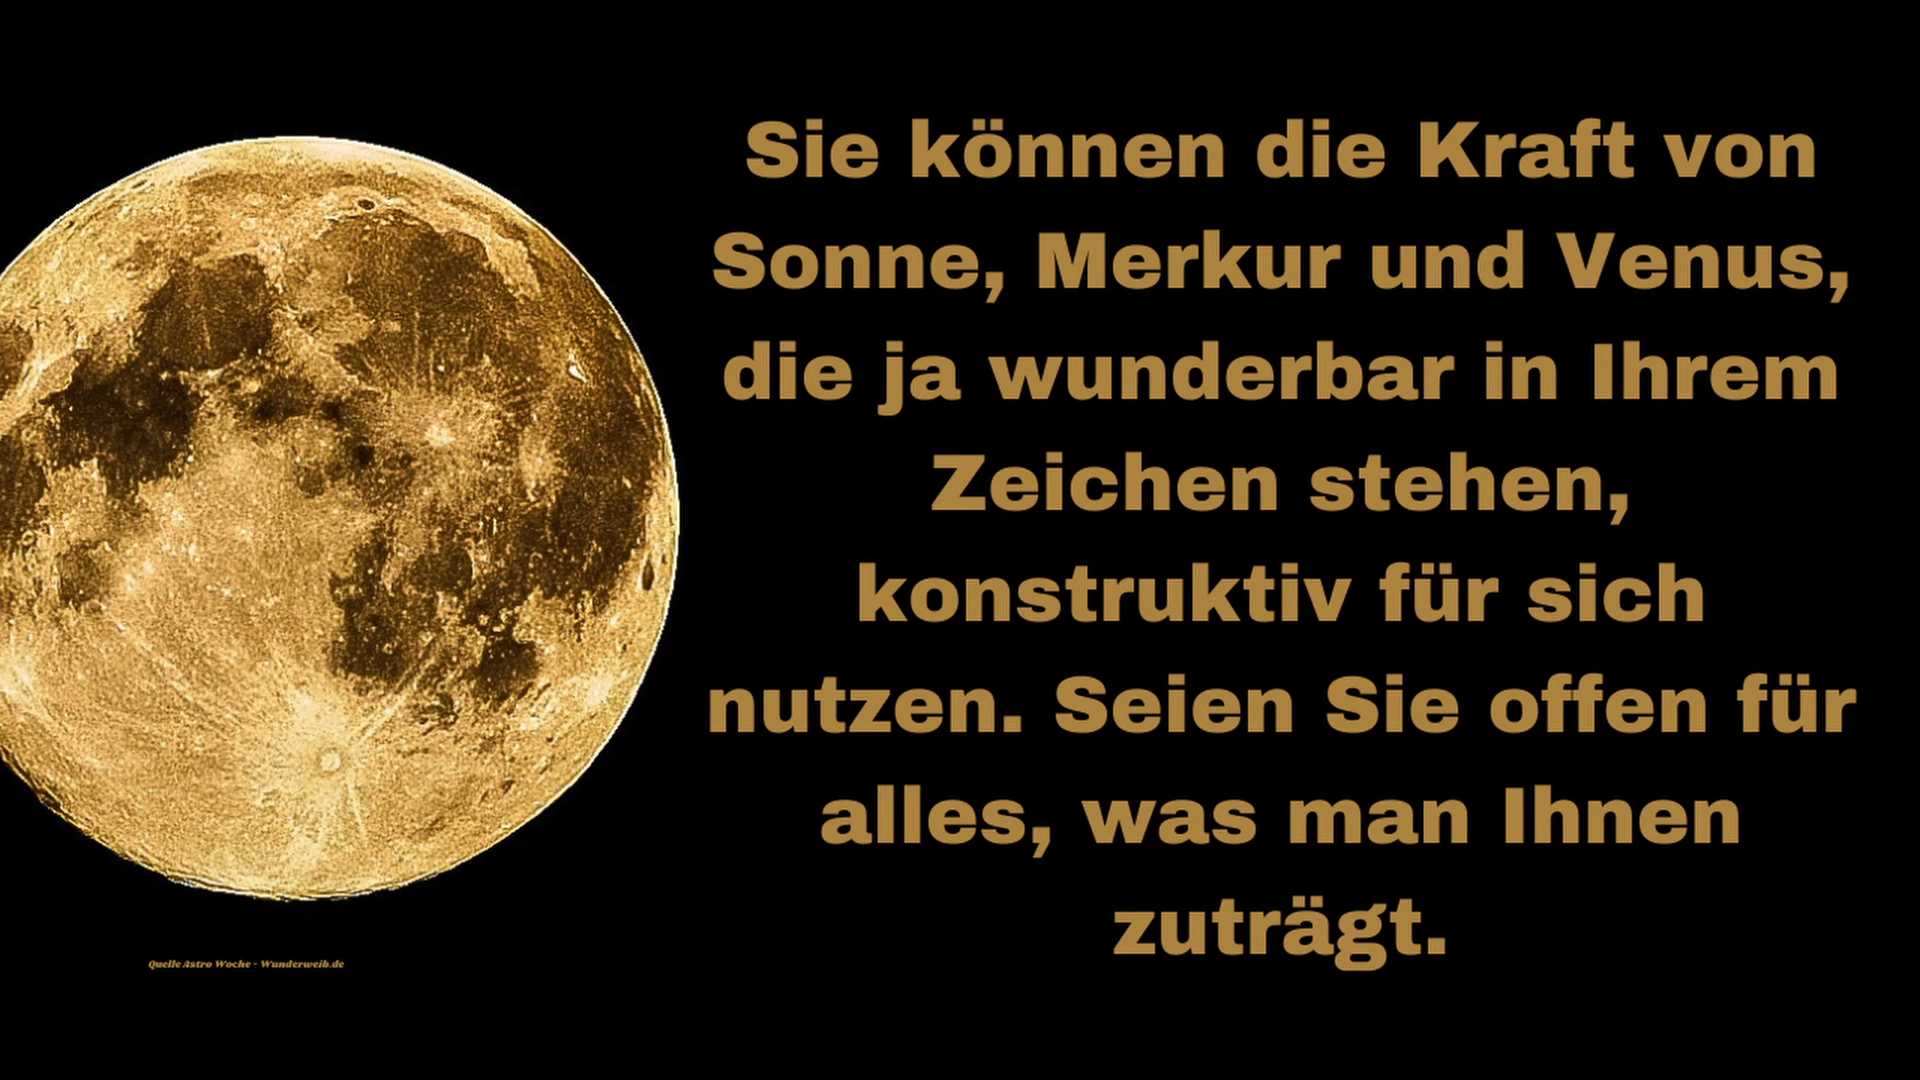 Sie können die Kraft von
Sonne, Merkur und Venus,
die ja wunderbar in Ihrem
Zeichen stehen,
konstruktiv für sich
nutzen. Seien Sie offen für
alles, was man Ihnen
zuträgt.
Quelle Astro Woche - Wunderweib.de